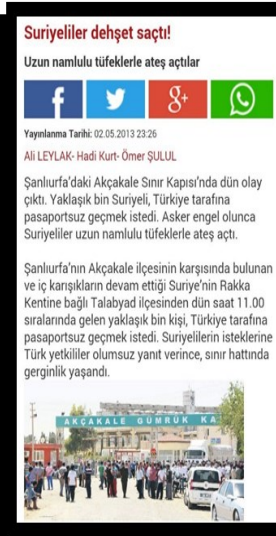 Suriyeliler dehşet saçtı!
Uzun namlulu tüfeklerle ateş açtılar
f
g+
Yayınlanma Tarihi: 02.05.2013 23:26
Ali LEYLAK- Hadi Kurt- Ömer ŞULUL
Şanlıurfa'daki Akçakale Sınır Kapısı'nda dün olay
çıktı. Yaklaşık bin Suriyeli, Türkiye tarafına
pasaportsuz geçmek istedi. Asker engel olunca
Suriyeliler uzun namlulu tüfeklerle ateş açtı.
Şanlıurfa'nın Akçakale ilçesinin karşısında bulunan
ve iç karışıkların devam ettiği Suriye'nin Rakka
Kentine bağlı Talabyad ilçesinden dün saat 11.00
sıralarında gelen yaklaşık bin kişi, Türkiye tarafına
pasaportsuz geçmek istedi. Suriyelilerin isteklerine
Türk yetkililer olumsuz yanıt verince, sınır hattında
gerginlik yaşandı.
AKÇAKALE GÜMRÜK KA